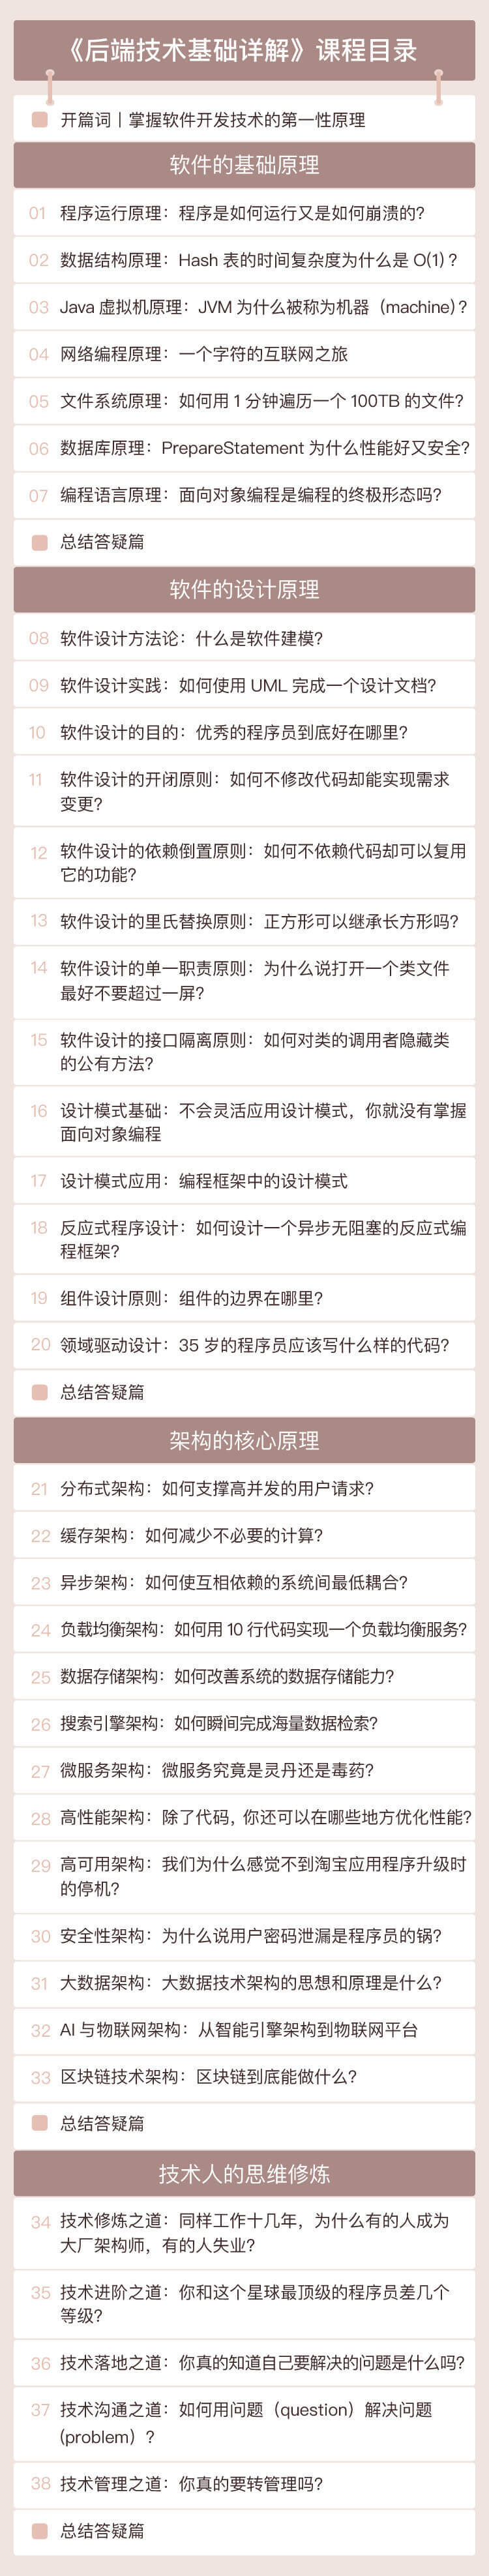 《后端技术基础详解》课程目录
开篇词丨掌握软件开发技术的第一性原理
软件的基础原理
01 程序运行原理：程序是如何运行又是如何崩溃的?
02 数据结构原理：Hash 表的时间复杂度为什么是 O(1) ?
03 Java 虚拟机原理：JVM 为什么被称为机器（machine)?
04 网络编程原理：一个字符的互联网之旅
05 文件系统原理：如何用 1 分钟遍历一个 100TB 的文件?
06 数据库原理：PrepareStatement 为什么性能好又安全?
07 编程语言原理：面向对象编程是编程的终极形态吗?
总结答疑篇
软件的设计原理
08 软件设计方法论：什么是软件建模?
09 软件设计实践：如何使用 UML 完成一个设计文档?
10 软件设计的目的：优秀的程序员到底好在哪里?
11 软件设计的开闭原则：如何不修改代码却能实现需求
变更?
12 软件设计的依赖倒置原则：如何不依赖代码却可以复用
它的功能?
13 软件设计的里氏替换原则：正方形可以继承长方形吗?
14 软件设计的单一职责原则：为什么说打开一个类文件
最好不要超过一屏?
15 软件设计的接口隔离原则：如何对类的调用者隐藏类
的公有方法?
16 设计模式基础：不会灵活应用设计模式，你就没有掌握
面向对象编程
17 设计模式应用：编程框架中的设计模式
18 反应式程序设计：如何设计一个异步无阻塞的反应式编
程框架?
19 组件设计原则：组件的边界在哪里?
20 领域驱动设计：35 岁的程序员应该写什么样的代码?
总结答疑篇
架构的核心原理
21 分布式架构：如何支撑高并发的用户请求?
22 缓存架构：如何减少不必要的计算?
23 异步架构：如何使互相依赖的系统间最低耦合?
24 负载均衡架构：如何用 10 行代码实现一个负载均衡服务?
25 数据存储架构：如何改善系统的数据存储能力?
26 搜索引擎架构：如何瞬间完成海量数据检索?
27 微服务架构：微服务究竟是灵丹还是毒药?
28 高性能架构：除了代码，你还可以在哪些地方优化性能?
29 高可用架构：我们为什么感觉不到淘宝应用程序升级时
的停机?
30 安全性架构：为什么说用户密码泄漏是程序员的锅?
31 大数据架构：大数据技术架构的思想和原理是什么?
32 AI 与物联网架构：从智能引擎架构到物联网平台
33 区块链技术架构：区块链到底能做什么?
总结答疑篇
技术人的思维修炼
34 技术修炼之道：同样工作十几年，为什么有的人成为
大厂架构师，有的人失业?
35 技术进阶之道：你和这个星球最顶级的程序员差几个
等级?
36 技术落地之道：你真的知道自己要解决的问题是什么吗?
37 技术沟通之道：如何用问题（question）解决问题
(problem）?
38 技术管理之道：你真的要转管理吗?
总结答疑篇